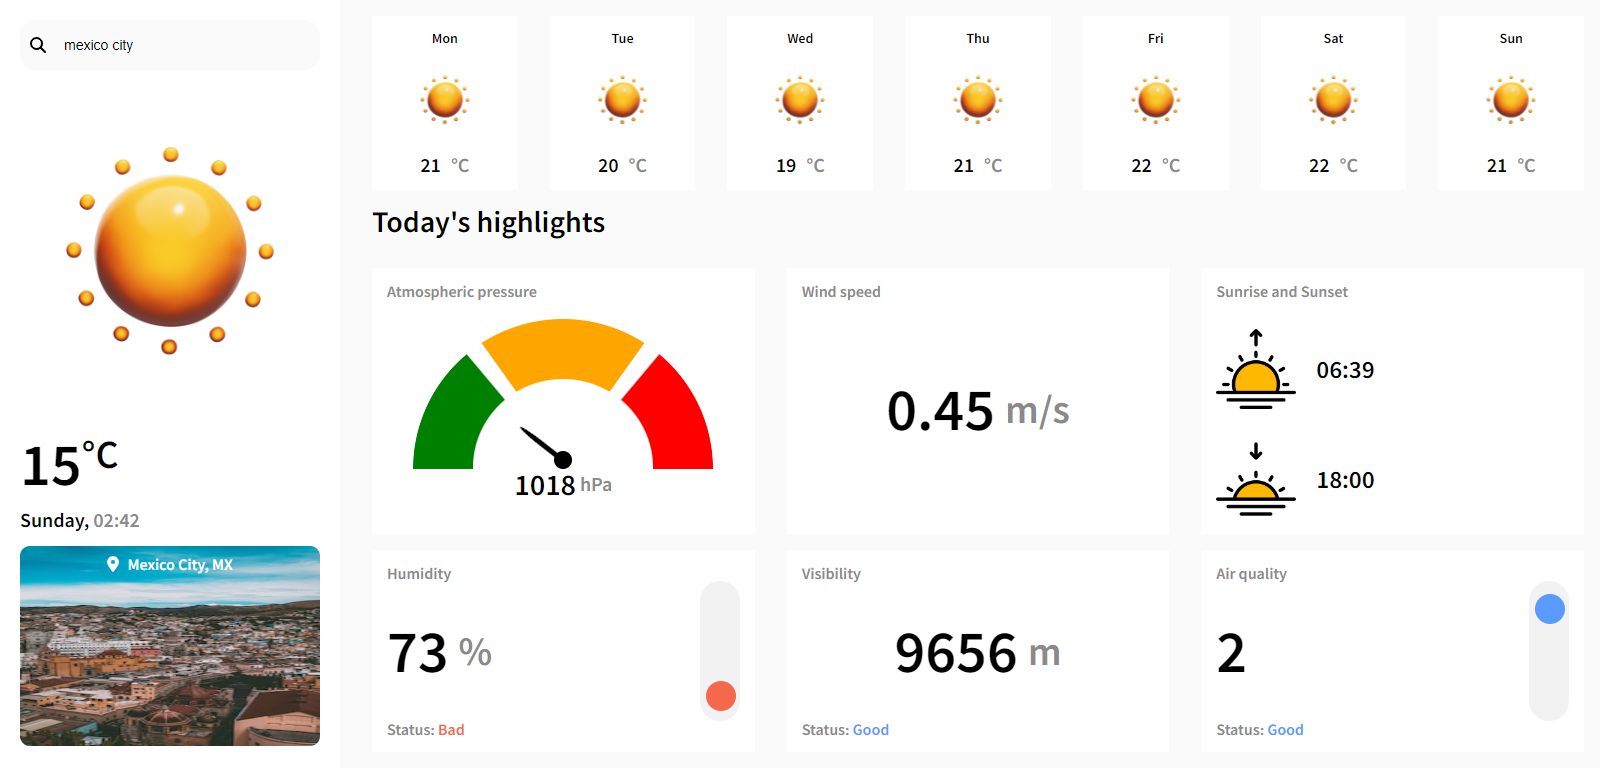 mexico city
15°C
Sunday, 02:42
Mexico City, MX
Mon
21 °C
Tue
20 °C
Wed
19 °C
Thu
21 °C
Fri
22 °C
Sat
22 °C
Sun
21 °C
Today's highlights
Atmospheric pressure
1018 hPa
Wind speed
0.45 m/s
Sunrise and Sunset
06:39
18:00
Humidity
73 %
Status: Bad
Visibility
9656 m
Status: Good
Air quality
2
Status: Good